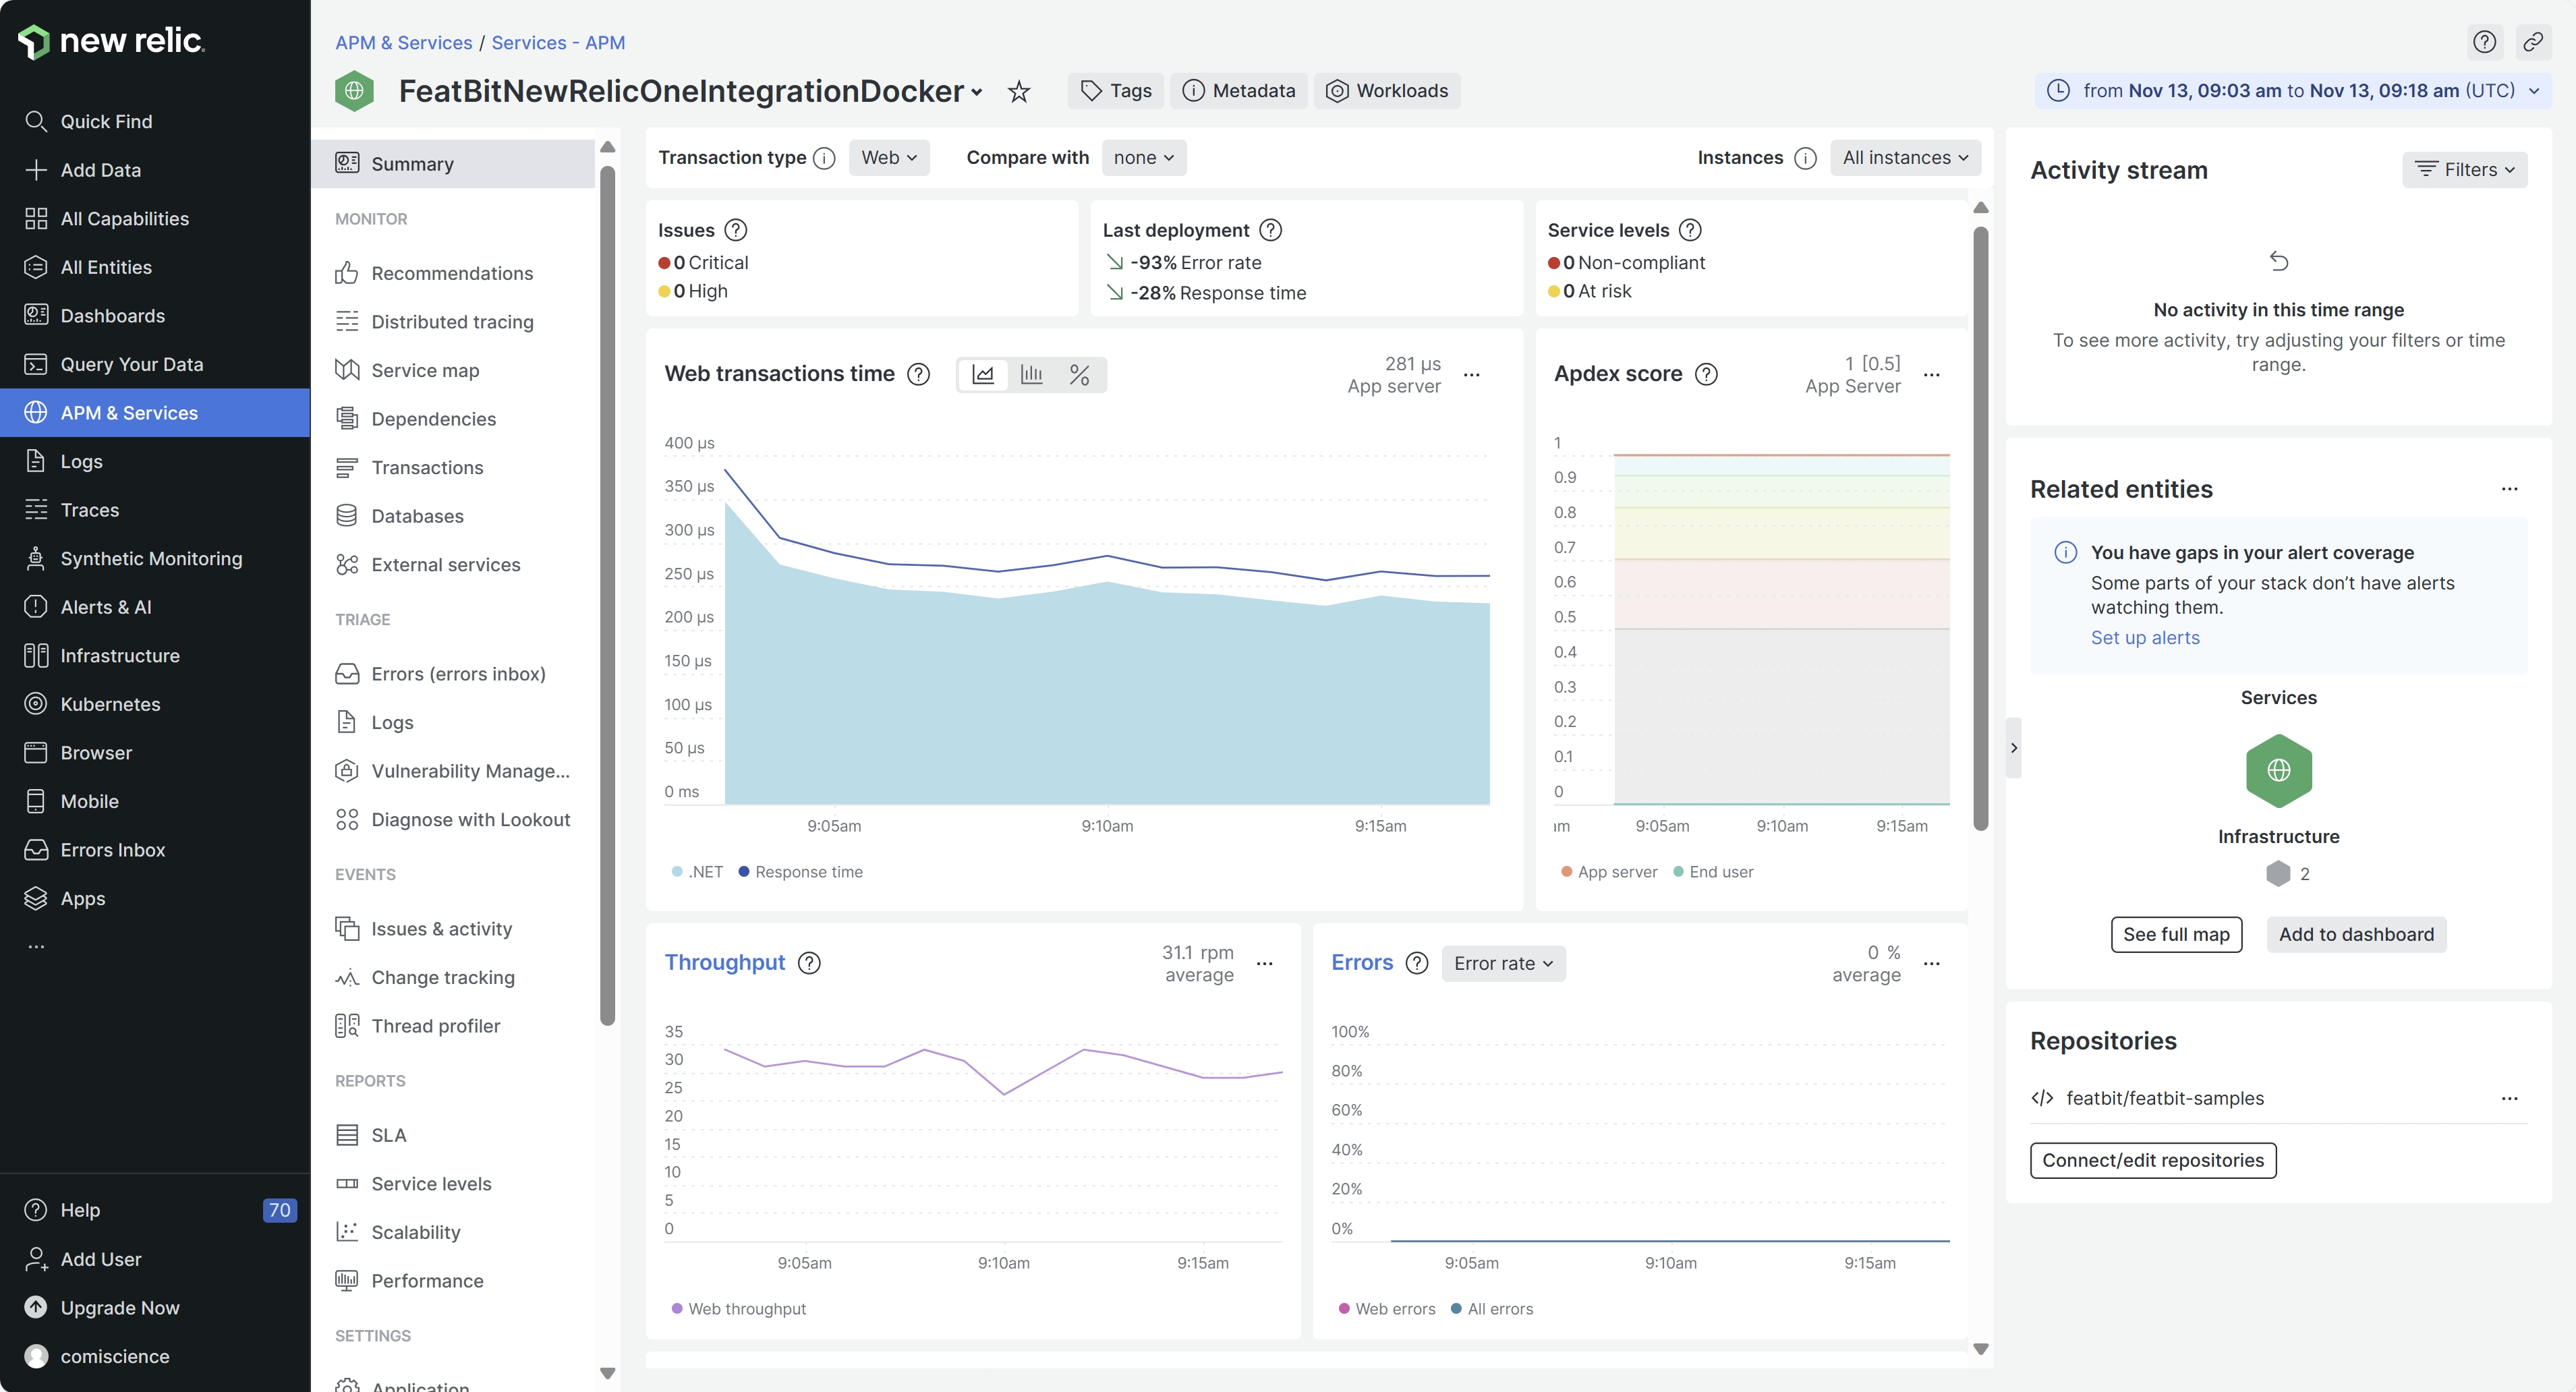 new relic.
Quick Find
Add Data
All Capabilities
All Entities
Dashboards
Query Your Data
APM & Services
Logs
Traces
Synthetic Monitoring
Alerts & AI
Infrastructure
Kubernetes
Browser
Mobile
Errors Inbox
Apps
...
Help 70
Add User
Upgrade Now
comiscience
APM & Services / Services - APM
FeatBitNewRelicOneIntegrationDocker
Tags
Metadata
Workloads
from Nov 13, 09:03 am to Nov 13, 09:18 am (UTC)
Summary
MONITOR
Recommendations
Distributed tracing
Service map
Dependencies
Transactions
Databases
External services
TRIAGE
Errors (errors inbox)
Logs
Vulnerability Manage...
Diagnose with Lookout
EVENTS
Issues & activity
Change tracking
Thread profiler
REPORTS
SLA
Service levels
Scalability
Performance
SETTINGS
Application
Transaction type Web Compare with none
Instances All instances
Issues
0 Critical
0 High
Last deployment
-93% Error rate
-28% Response time
Service levels
0 Non-compliant
0 At risk
Web transactions time
281 µs
App server
400 µs
350 µs
300 µs
250 µs
200 µs
150 µs
100 µs
50 µs
0 ms
9:05am 9:10am 9:15am
.NET Response time
Apdex score
1 [0.5]
App Server
1
0.9
0.8
0.7
0.6
0.5
0.4
0.3
0.2
0.1
0
am 9:05am 9:10am 9:15am
App server End user
Throughput
31.1 rpm
average
35
30
25
20
15
10
5
0
9:05am 9:10am 9:15am
Web throughput
Errors Error rate
0 %
average
100%
80%
60%
40%
20%
0%
9:05am 9:10am 9:15am
Web errors All errors
Activity stream Filters
No activity in this time range
To see more activity, try adjusting your filters or time
range.
Related entities
You have gaps in your alert coverage
Some parts of your stack don’t have alerts
watching them.
Set up alerts
Services
Infrastructure
2
See full map Add to dashboard
Repositories
featbit/featbit-samples
Connect/edit repositories